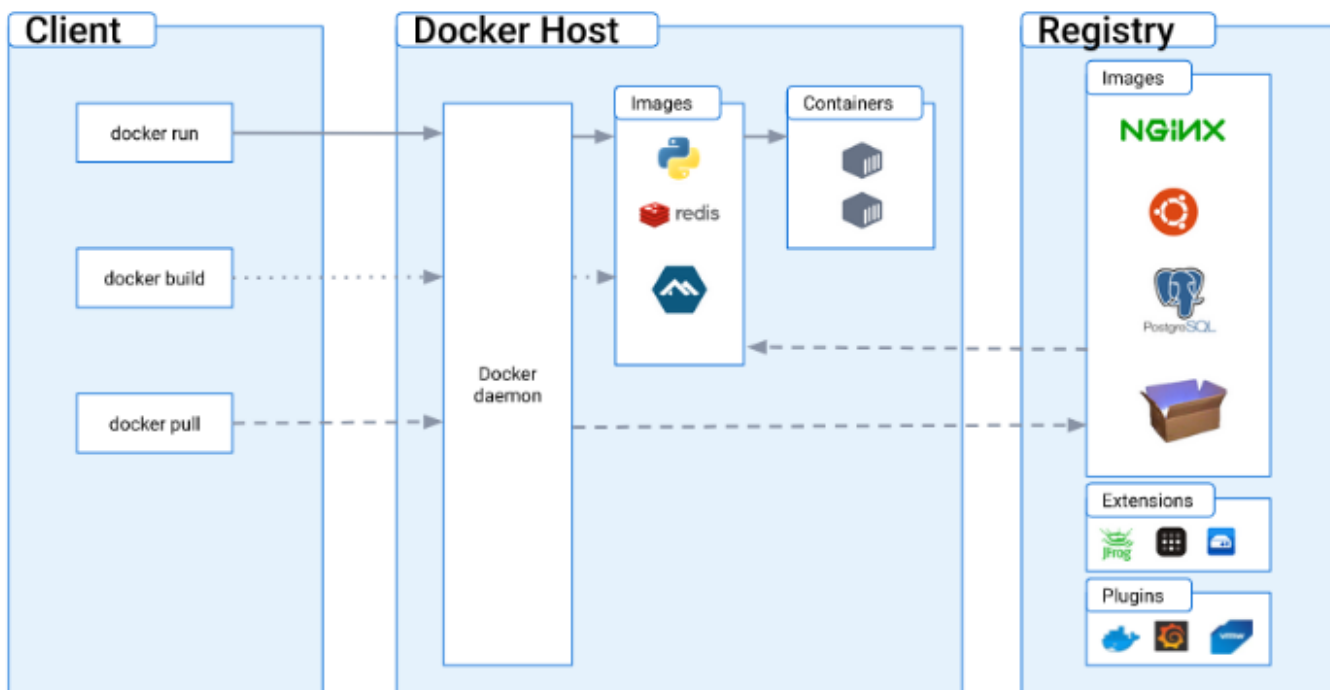 Client
docker run
docker build
docker pull
Docker Host
Docker
daemon
Images
redis
Containers
Registry
Images
NGINX
PostgreSQL
Extensions
JFrog
Plugins
vmw